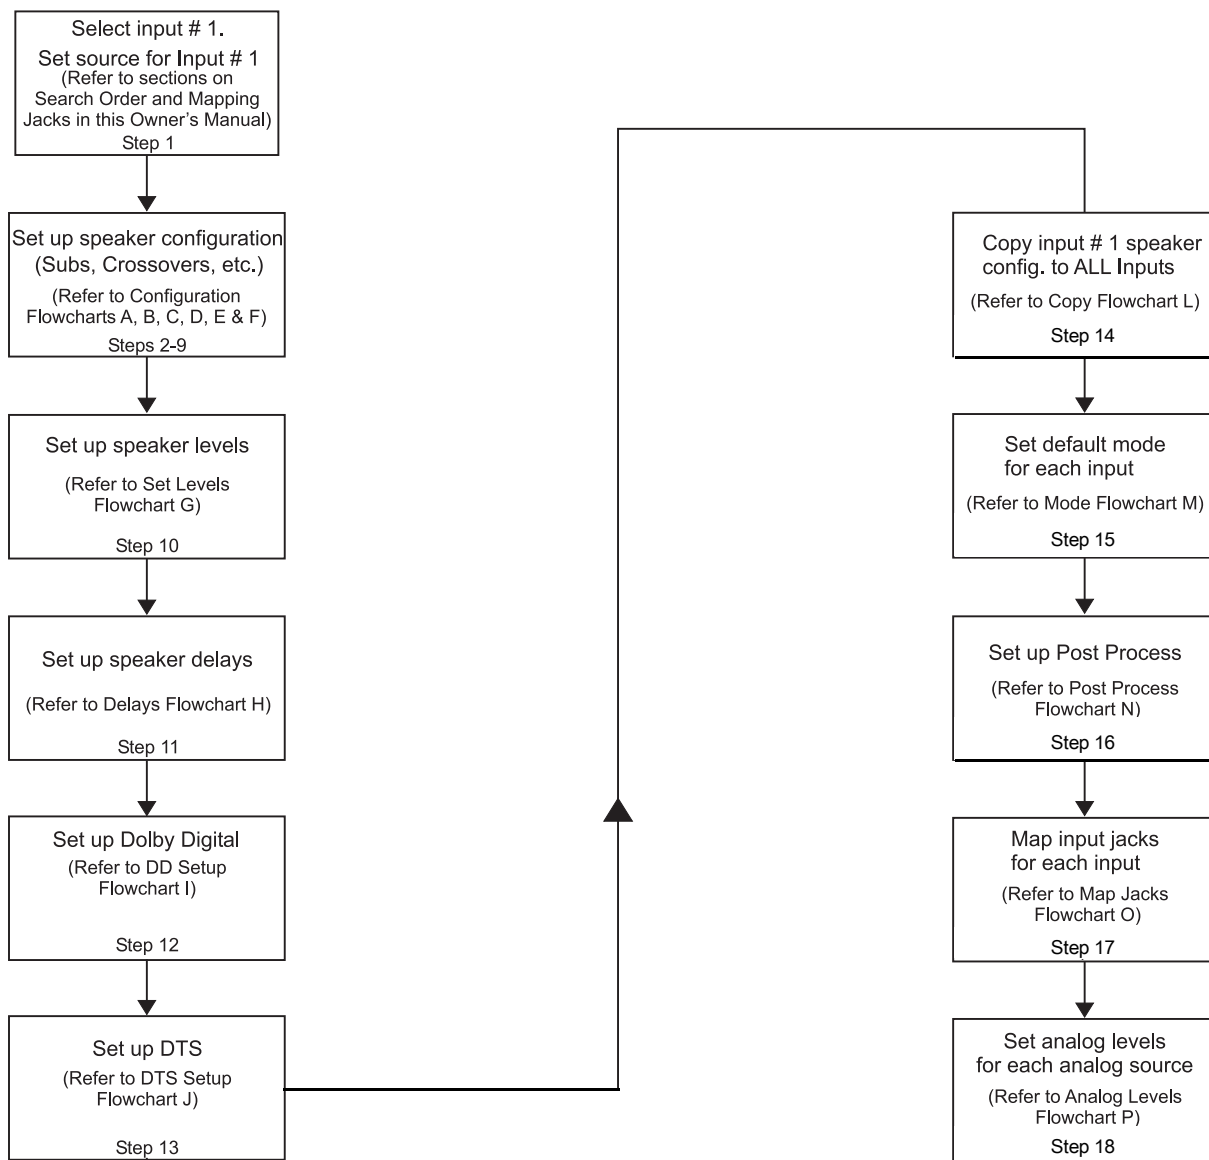 Select input # 1.
Set source for Input # 1
(Refer to sections on
Search Order and Mapping
Jacks in this Owner's Manual)
Step 1
Set up speaker configuration
(Subs, Crossovers, etc.)
(Refer to Configuration
Flowcharts A, B, C, D, E & F)
Steps 2-9
Set up speaker levels
(Refer to Set Levels
Flowchart G)
Step 10
Set up speaker delays
(Refer to Delays Flowchart H)
Step 11
Set up Dolby Digital
(Refer to DD Setup
Flowchart I)
Step 12
Set up DTS
(Refer to DTS Setup
Flowchart J)
Step 13
Copy input # 1 speaker
config. to ALL Inputs
(Refer to Copy Flowchart L)
Step 14
Set default mode
for each input
(Refer to Mode Flowchart M)
Step 15
Set up Post Process
(Refer to Post Process
Flowchart N)
Step 16
Map input jacks
for each input
(Refer to Map Jacks
Flowchart O)
Step 17
Set analog levels
for each analog source
(Refer to Analog Levels
Flowchart P)
Step 18